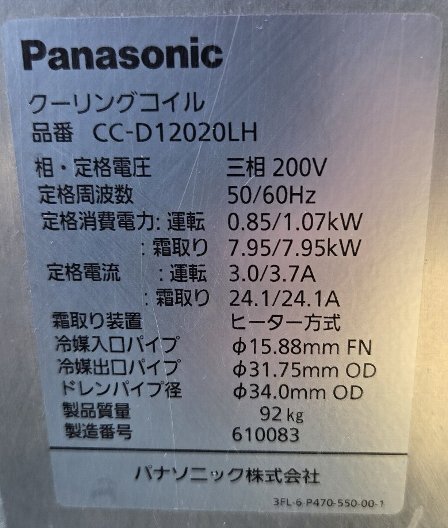 Panasonic
クーリングコイル
品番 CC-D12020LH
相・定格電圧 三相 200V
定格周波数 50/60Hz
定格消費電力: 運転 0.85/1.07kW
: 霜取り 7.95/7.95kW
定格電流 : 運転 3.0/3.7A
: 霜取り 24.1/24.1A
霜取り装置 ヒーター方式
冷媒入口パイプ φ15.88mm FN
冷媒出口パイプ φ31.75mm OD
ドレンパイプ径 φ34.0mm OD
製品質量 92kg
製造番号 610083
パナソニック株式会社
3FL-6-P470-550-00-1